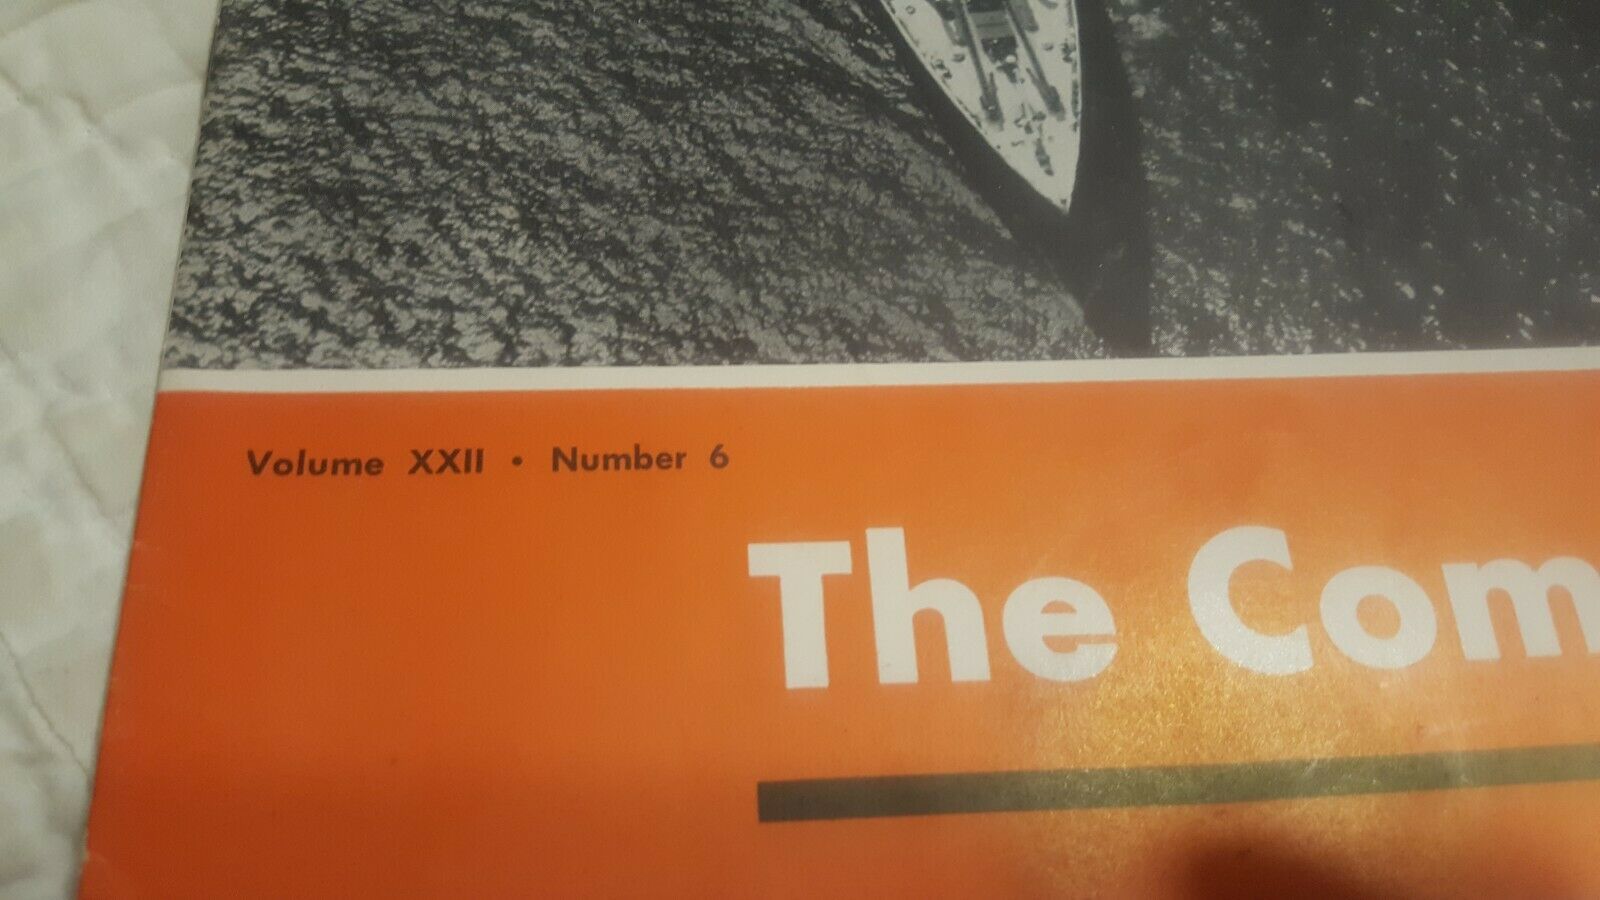 Volume XXII • Number 6
The Com